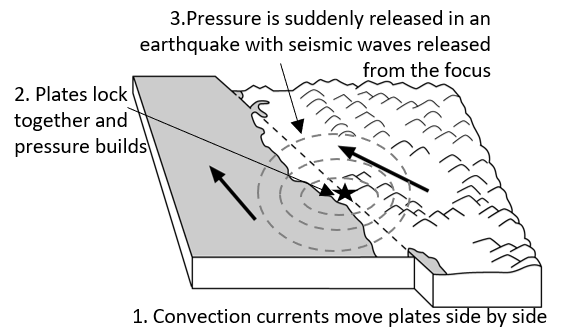 3.Pressure is suddenly released in an
earthquake with seismic waves released
from the focus
2. Plates lock
together and
pressure builds
1. Convection currents move plates side by side